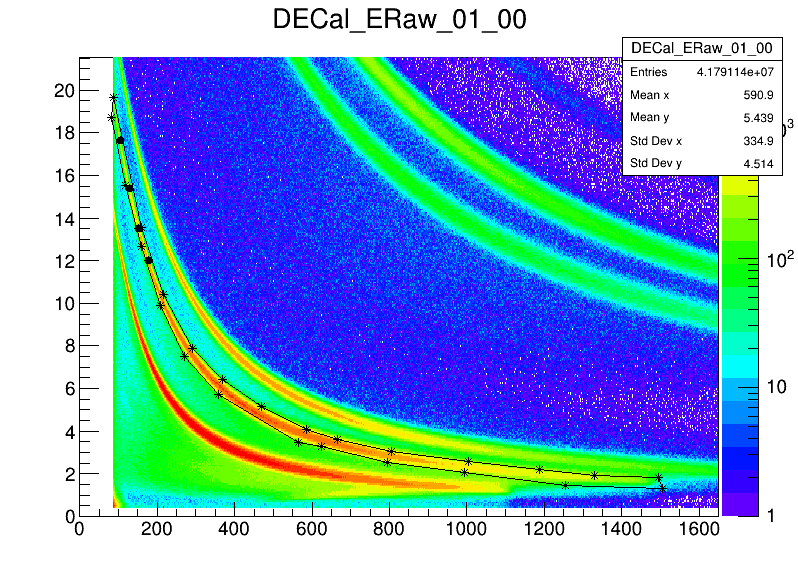 DECal_ERaw_01_00
DECal_ERaw_01_00
Entries 4.179114e+07
Mean x 590.9
Mean y 5.439
Std Dev x 334.9
Std Dev y 4.514
20
18
16
14
12
10
8
6
4
2
0
0 200 400 600 800 1000 1200 1400 1600
10²
10
1